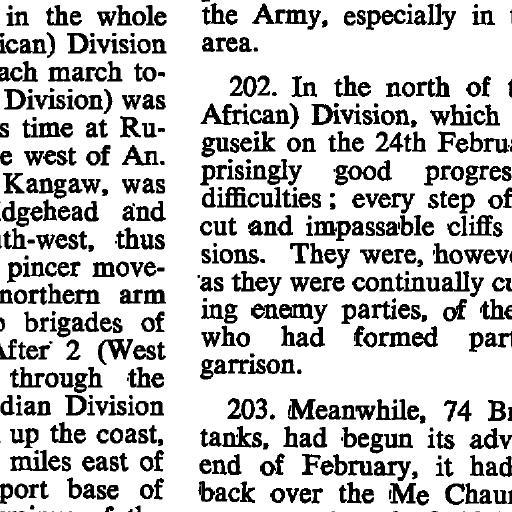 in the whole
ican) Division
ach march to-
Division) was
s time at Ru-
e west of An.
Kangaw, was
dgehead and
th-west, thus
pincer move-
northern arm
brigades of
After 2 (West
through the
dian Division
up the coast,
miles east of
port base of
the Army, especially in
area.
202. In the north of
African) Division, which
guseik on the 24th Febru
prisingly good progres
difficulties; every step of
cut and impassable cliffs
sions. They were, howev
as they were continually cu
ing enemy parties, of the
who had formed part
garrison.
203. Meanwhile, 74 Br
tanks, had begun its adv
end of February, it had
back over the Me Chaun